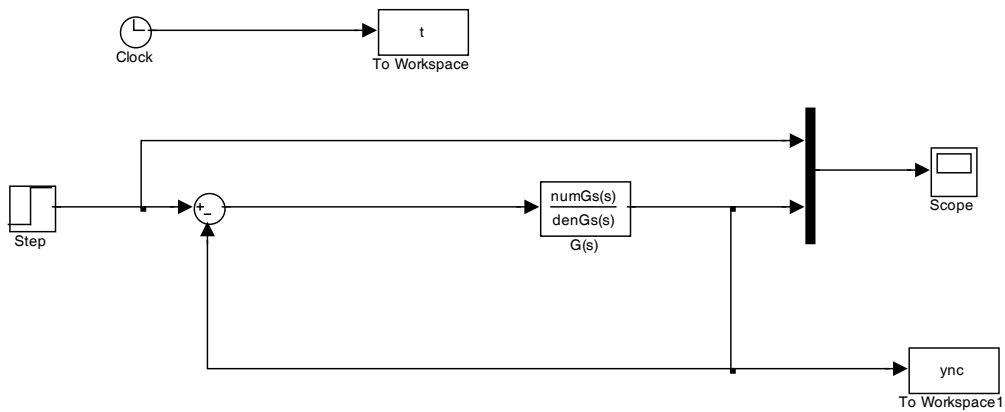 t
Clock
To Workspace
+
−
numGs(s)
denGs(s)
G(s)
Step
Scope
ync
To Workspace1